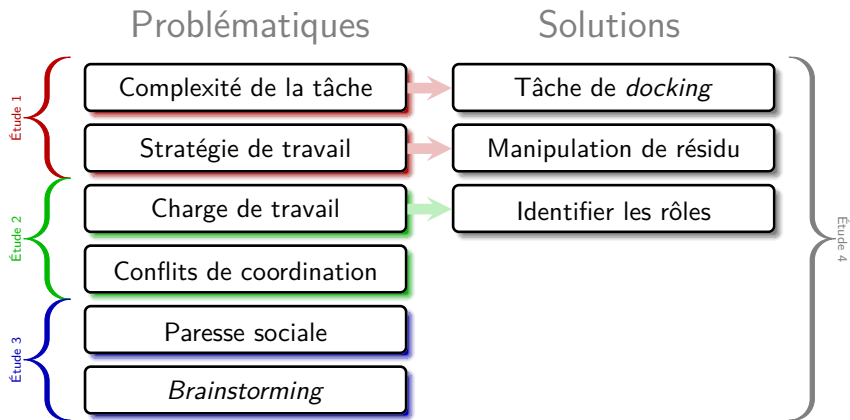 Problématiques
Solutions
Étude 1
Complexité de la tâche
Tâche de docking
Stratégie de travail
Manipulation de résidu
Étude 2
Charge de travail
Identifier les rôles
Conflits de coordination
Étude 3
Paresse sociale
Brainstorming
Étude 4